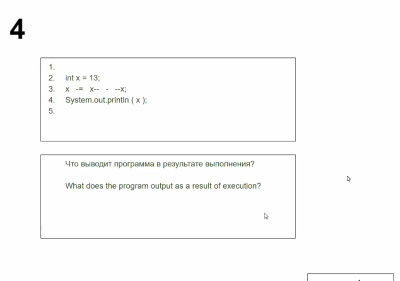 4
1.
2. int x = 13;
3. x -= x-- - --x;
4. System.out.println ( x );
5.
Что выводит программа в результате выполнения?
What does the program output as a result of execution?